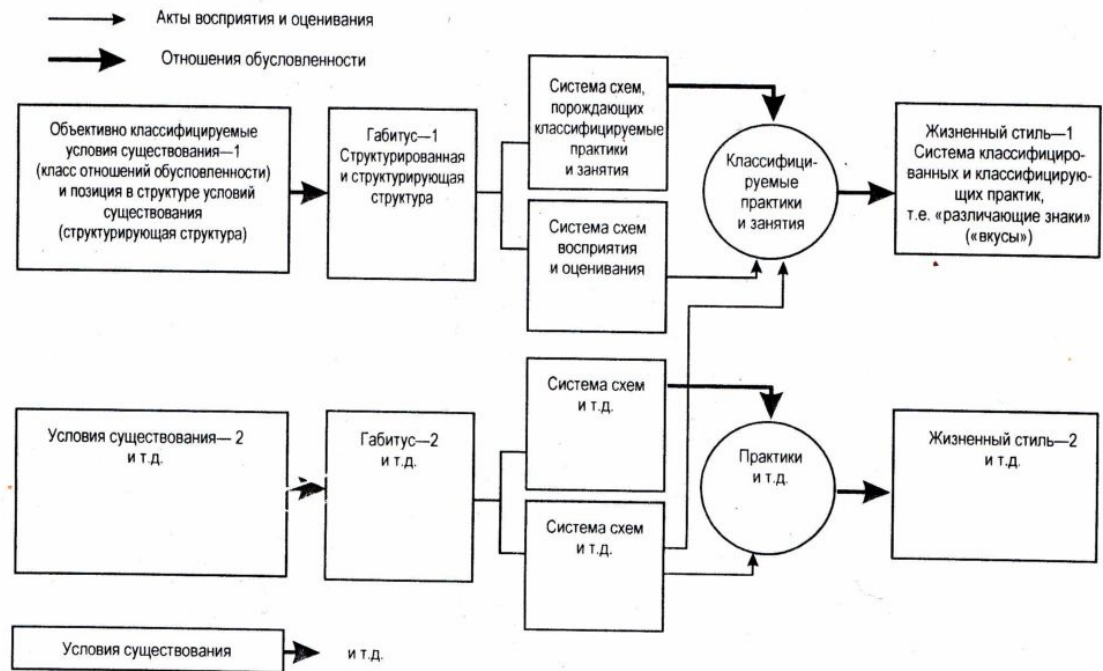 Акты восприятия и оценивания
Отношения обусловленности
Объективно классифицируемые
условия существования—1
(класс отношений обусловленности)
и позиция в структуре условий
существования
(структурирующая структура)
Габитус—1
Структурированная
и структурирующая
структура
Система схем,
порождающих
классифицируемые
практики
и занятия
Система схем
восприятия
и оценивания
Классифици-
руемые
практики
и занятия
Жизненный стиль—1
Система классифициро-
ванных и классифицирую-
щих практик,
т.е. «различающие знаки»
(«вкусы»)
Условия существования— 2
и т.д.
Габитус—2
и т.д.
Система схем
и т.д.
Система схем
и т.д.
Практики
и т.д.
Жизненный стиль—2
и т.д.
Условия существования
и т.д.